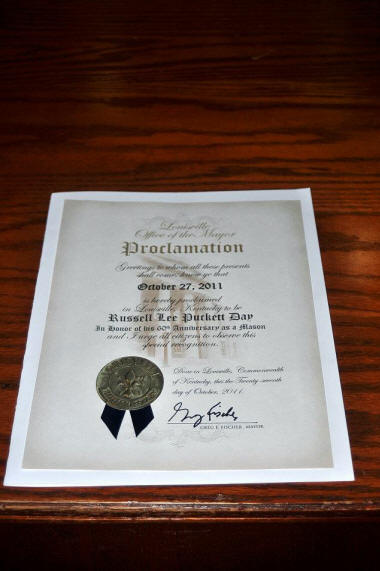 Louisville
Office of the Mayor
Proclamation
Greetings to whom all these presents
shall come, know ye that
October 27, 2011
is hereby proclaimed
in Louisville, Kentucky to be
Russell Lee Puckett Day
In Honor of his 60th Anniversary as a Mason
and I urge all citizens to observe this
special recognition.
Done in Louisville, Commonwealth
of Kentucky, this the Twenty-seventh
day of October, 2011.
Greg Fischer
GREG E. FISCHER, MAYOR